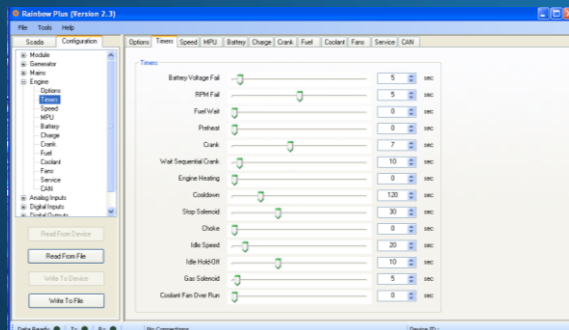 Rainbow Plus (Version 2.3)
File Tools Help
Scada Configuration
Options Timers Speed MPU Battery Charge Crank Fuel Coolant Fans Service CAN
Module
Generator
Mains
Engine
Options
Timers
Speed
MPU
Battery
Charge
Crank
Fuel
Coolant
Fans
Service
CAN
Analog Inputs
Digital Inputs
Digital Outputs
Read From Device
Read From File
Write To Device
Write To File
Timers
Battery Voltage Fail 5 sec
RPM Fail 5 sec
Fuel Wait 0 sec
Preheat 0 sec
Crank 7 sec
Wait Sequential Crank 10 sec
Engine Heating 0 sec
Cooldown 120 sec
Stop Solenoid 30 sec
Choke 0 sec
Idle Speed 20 sec
Idle Hold Off 10 sec
Gas Solenoid 5 sec
Coolant Fan Over Run 0 sec
Data Ready Tx Rx No Connections Device ID :